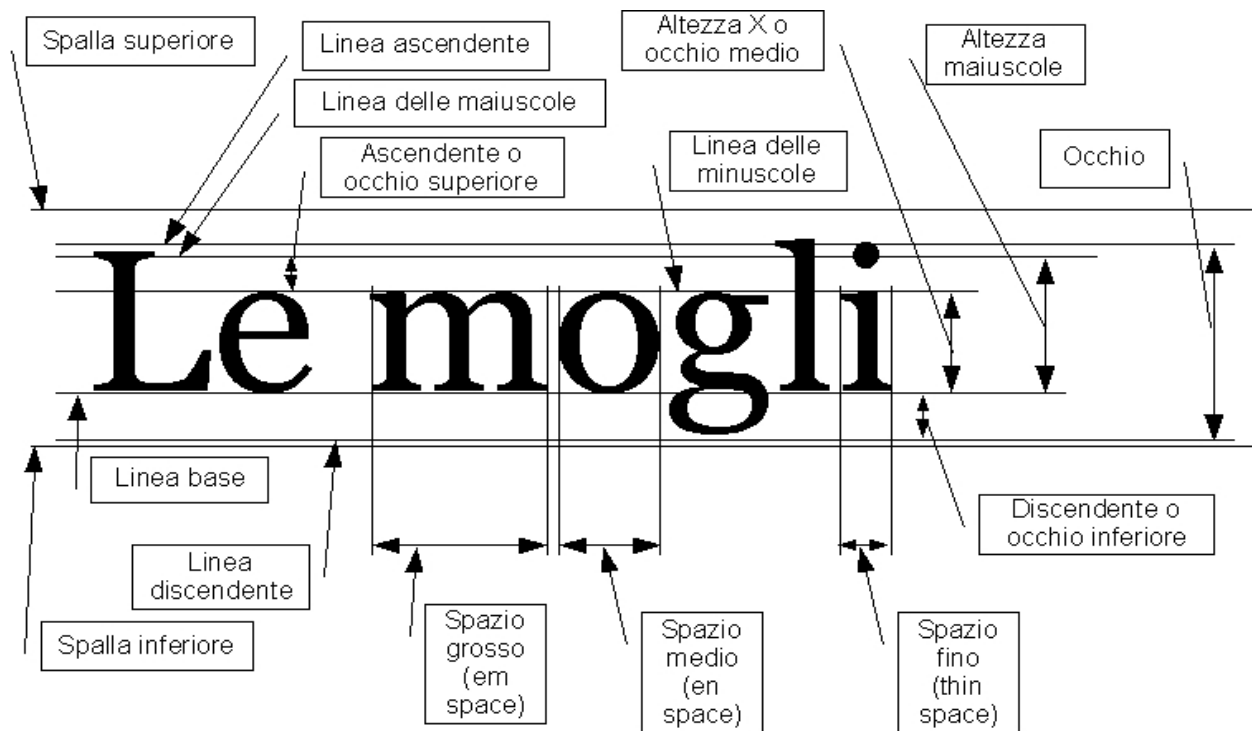 Spalla superiore
Linea ascendente
Linea delle maiuscole
Ascendente o
occhio superiore
Altezza X o
occhio medio
Linea delle
minuscole
Altezza
maiuscole
Occhio
Le mogli
Linea base
Linea
discendente
Spalla inferiore
Spazio
grosso
(em
space)
Spazio
medio
(en
space)
Spazio
fino
(thin
space)
Discendente o
occhio inferiore